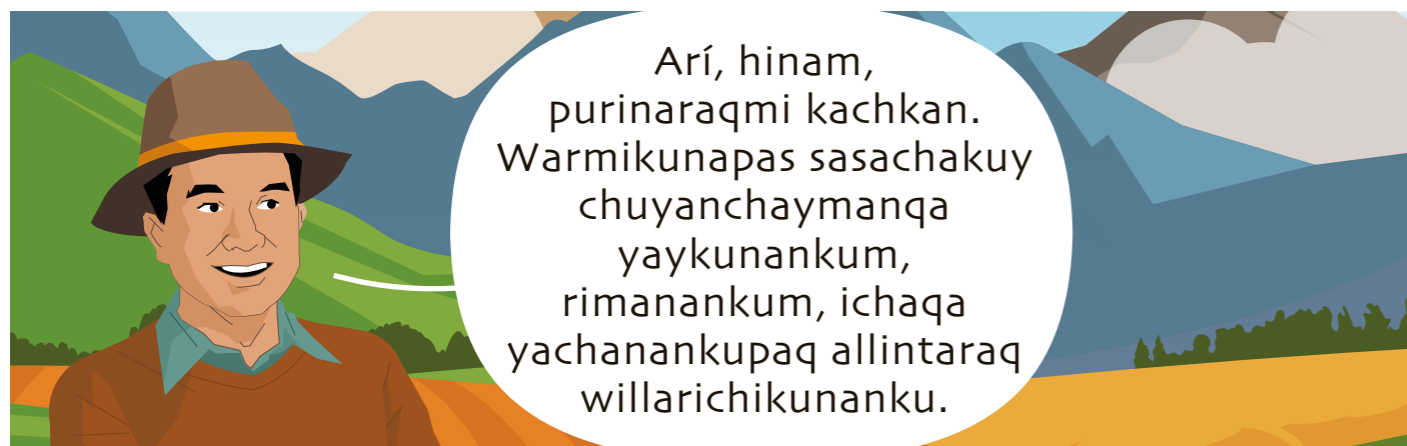 Arí, hinam,
purinaraqmi kachkan.
Warmikunapas sasachakuy
chuyanchaymanqa
yaykunankum,
rimanankum, ichaqa
yachanankupaq allintaraq
willarichikunanku.